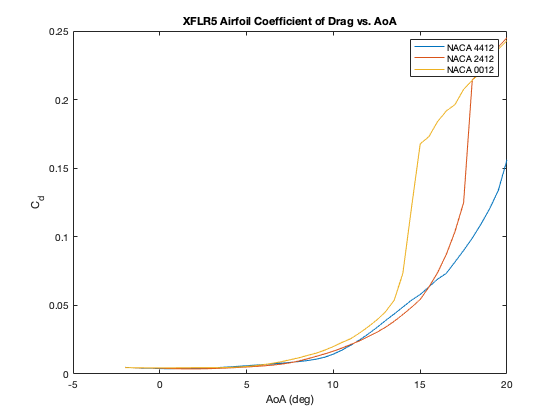 XFLR5 Airfoil Coefficient of Drag vs. AoA
0.25
NACA 4412
NACA 2412
NACA 0012
0.2
0.15
C_d
0.1
0.05
0
-5 0 5 10 15 20
AoA (deg)